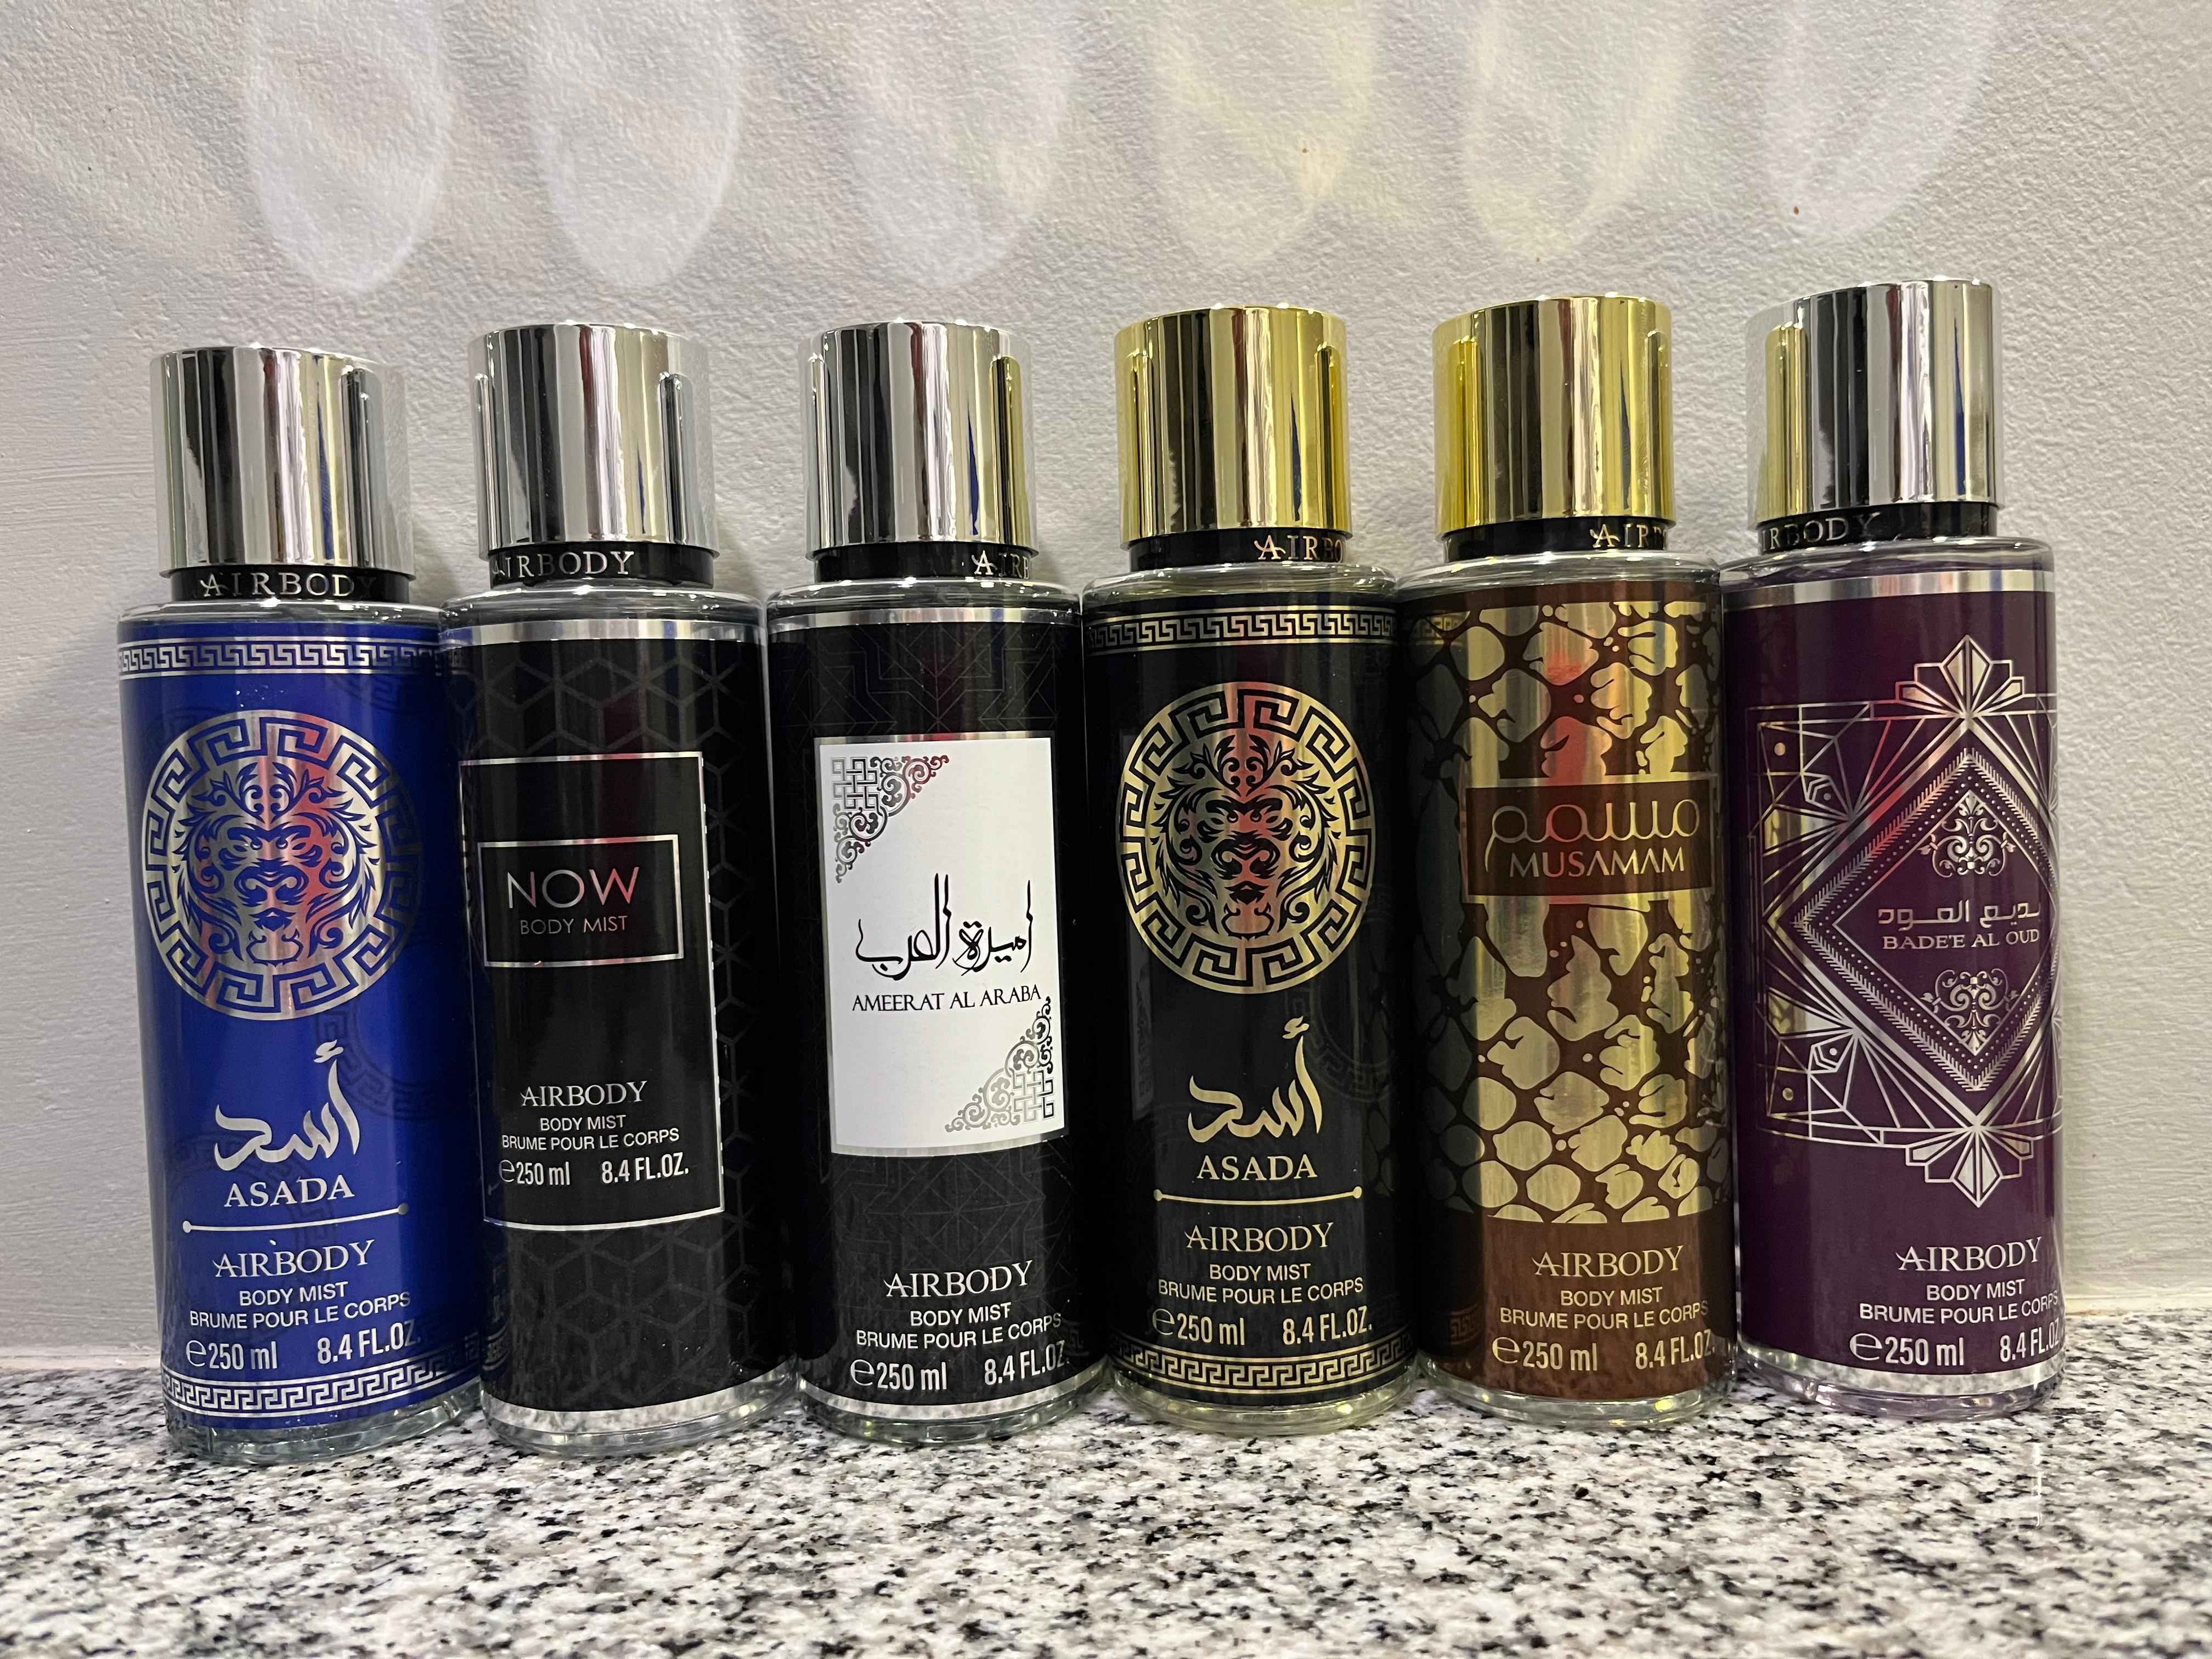 AIRBODY
أسد
ASADA
AIRBODY
BODY MIST
BRUME POUR LE CORPS
℮250 ml 8.4 FL.OZ.
AIRBODY
NOW
BODY MIST
AIRBODY
BODY MIST
BRUME POUR LE CORPS
℮250 ml 8.4 FL.OZ.
AIRB
اميرة العرب
AMEERAT AL ARABA
AIRBODY
BODY MIST
BRUME POUR LE CORPS
℮250 ml 8.4 FL.OZ
AIRBO
أسد
ASADA
AIRBODY
BODY MIST
BRUME POUR LE CORPS
℮250 ml 8.4 FL.OZ.
AIRB
مسمم
MUSAMAM
AIRBODY
BODY MIST
BRUME POUR LE CORPS
℮250 ml 8.4 FL.OZ.
IRBODY
بديع العود
BADE'E AL OUD
AIRBODY
BODY MIST
BRUME POUR LE CORPS
℮250 ml 8.4 FL.OZ